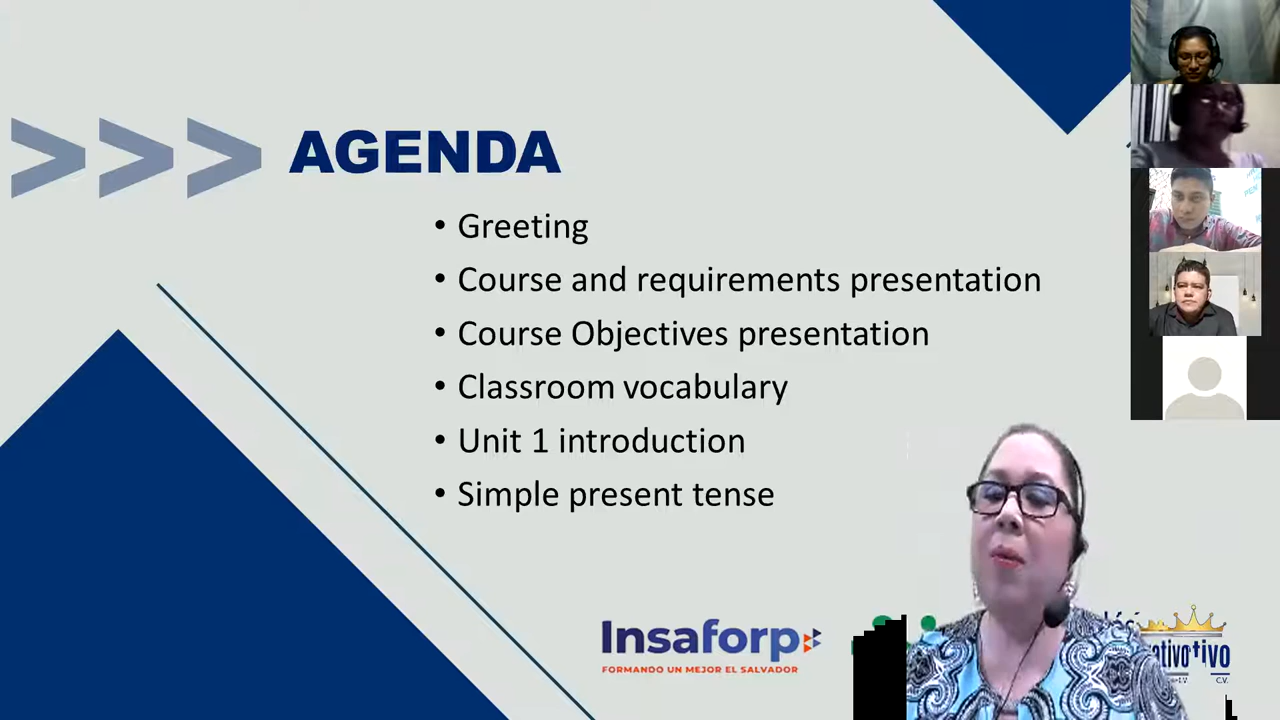 >>> AGENDA
• Greeting
• Course and requirements presentation
• Course Objectives presentation
• Classroom vocabulary
• Unit 1 introduction
• Simple present tense
Insaforp
FORMANDO UN MEJOR EL SALVADOR
C.V.